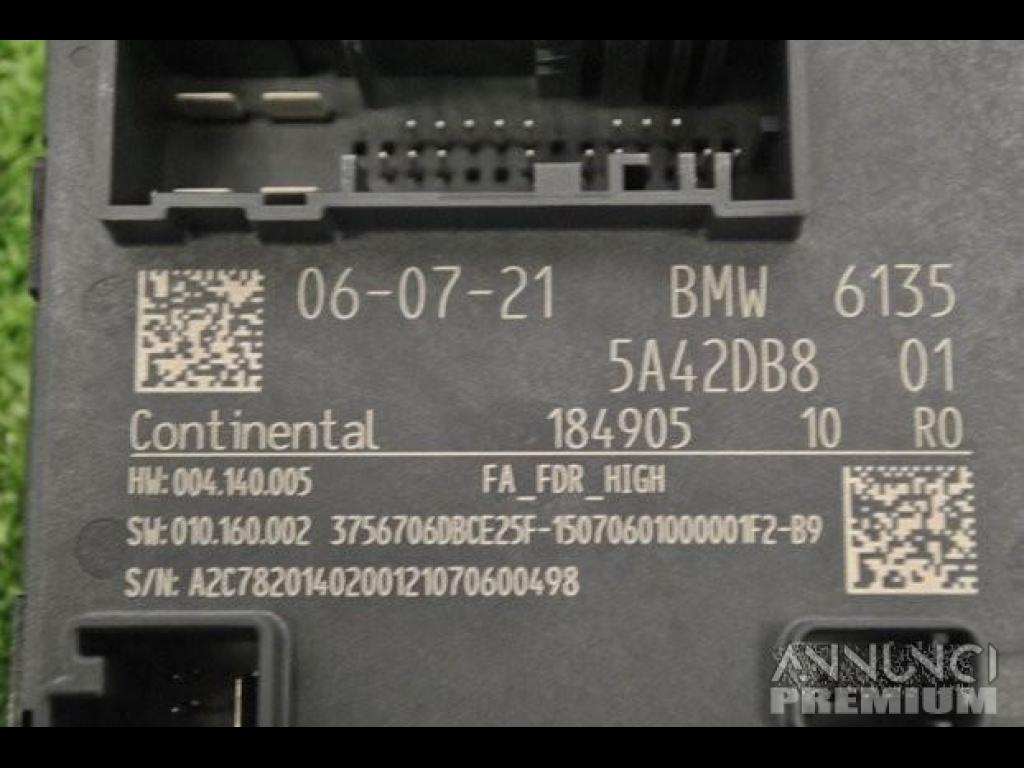 06-07-21 BMW 6135
5A42DB8 01
Continental 184905 10 RO
HW: 004.140.005 FA_FDR_HIGH
SW: 010.160.002 3756706DBCE25F-15070601000001F2-B9
S/N: A2C7820140200121070600498
ANNUNCI
PREMIUM